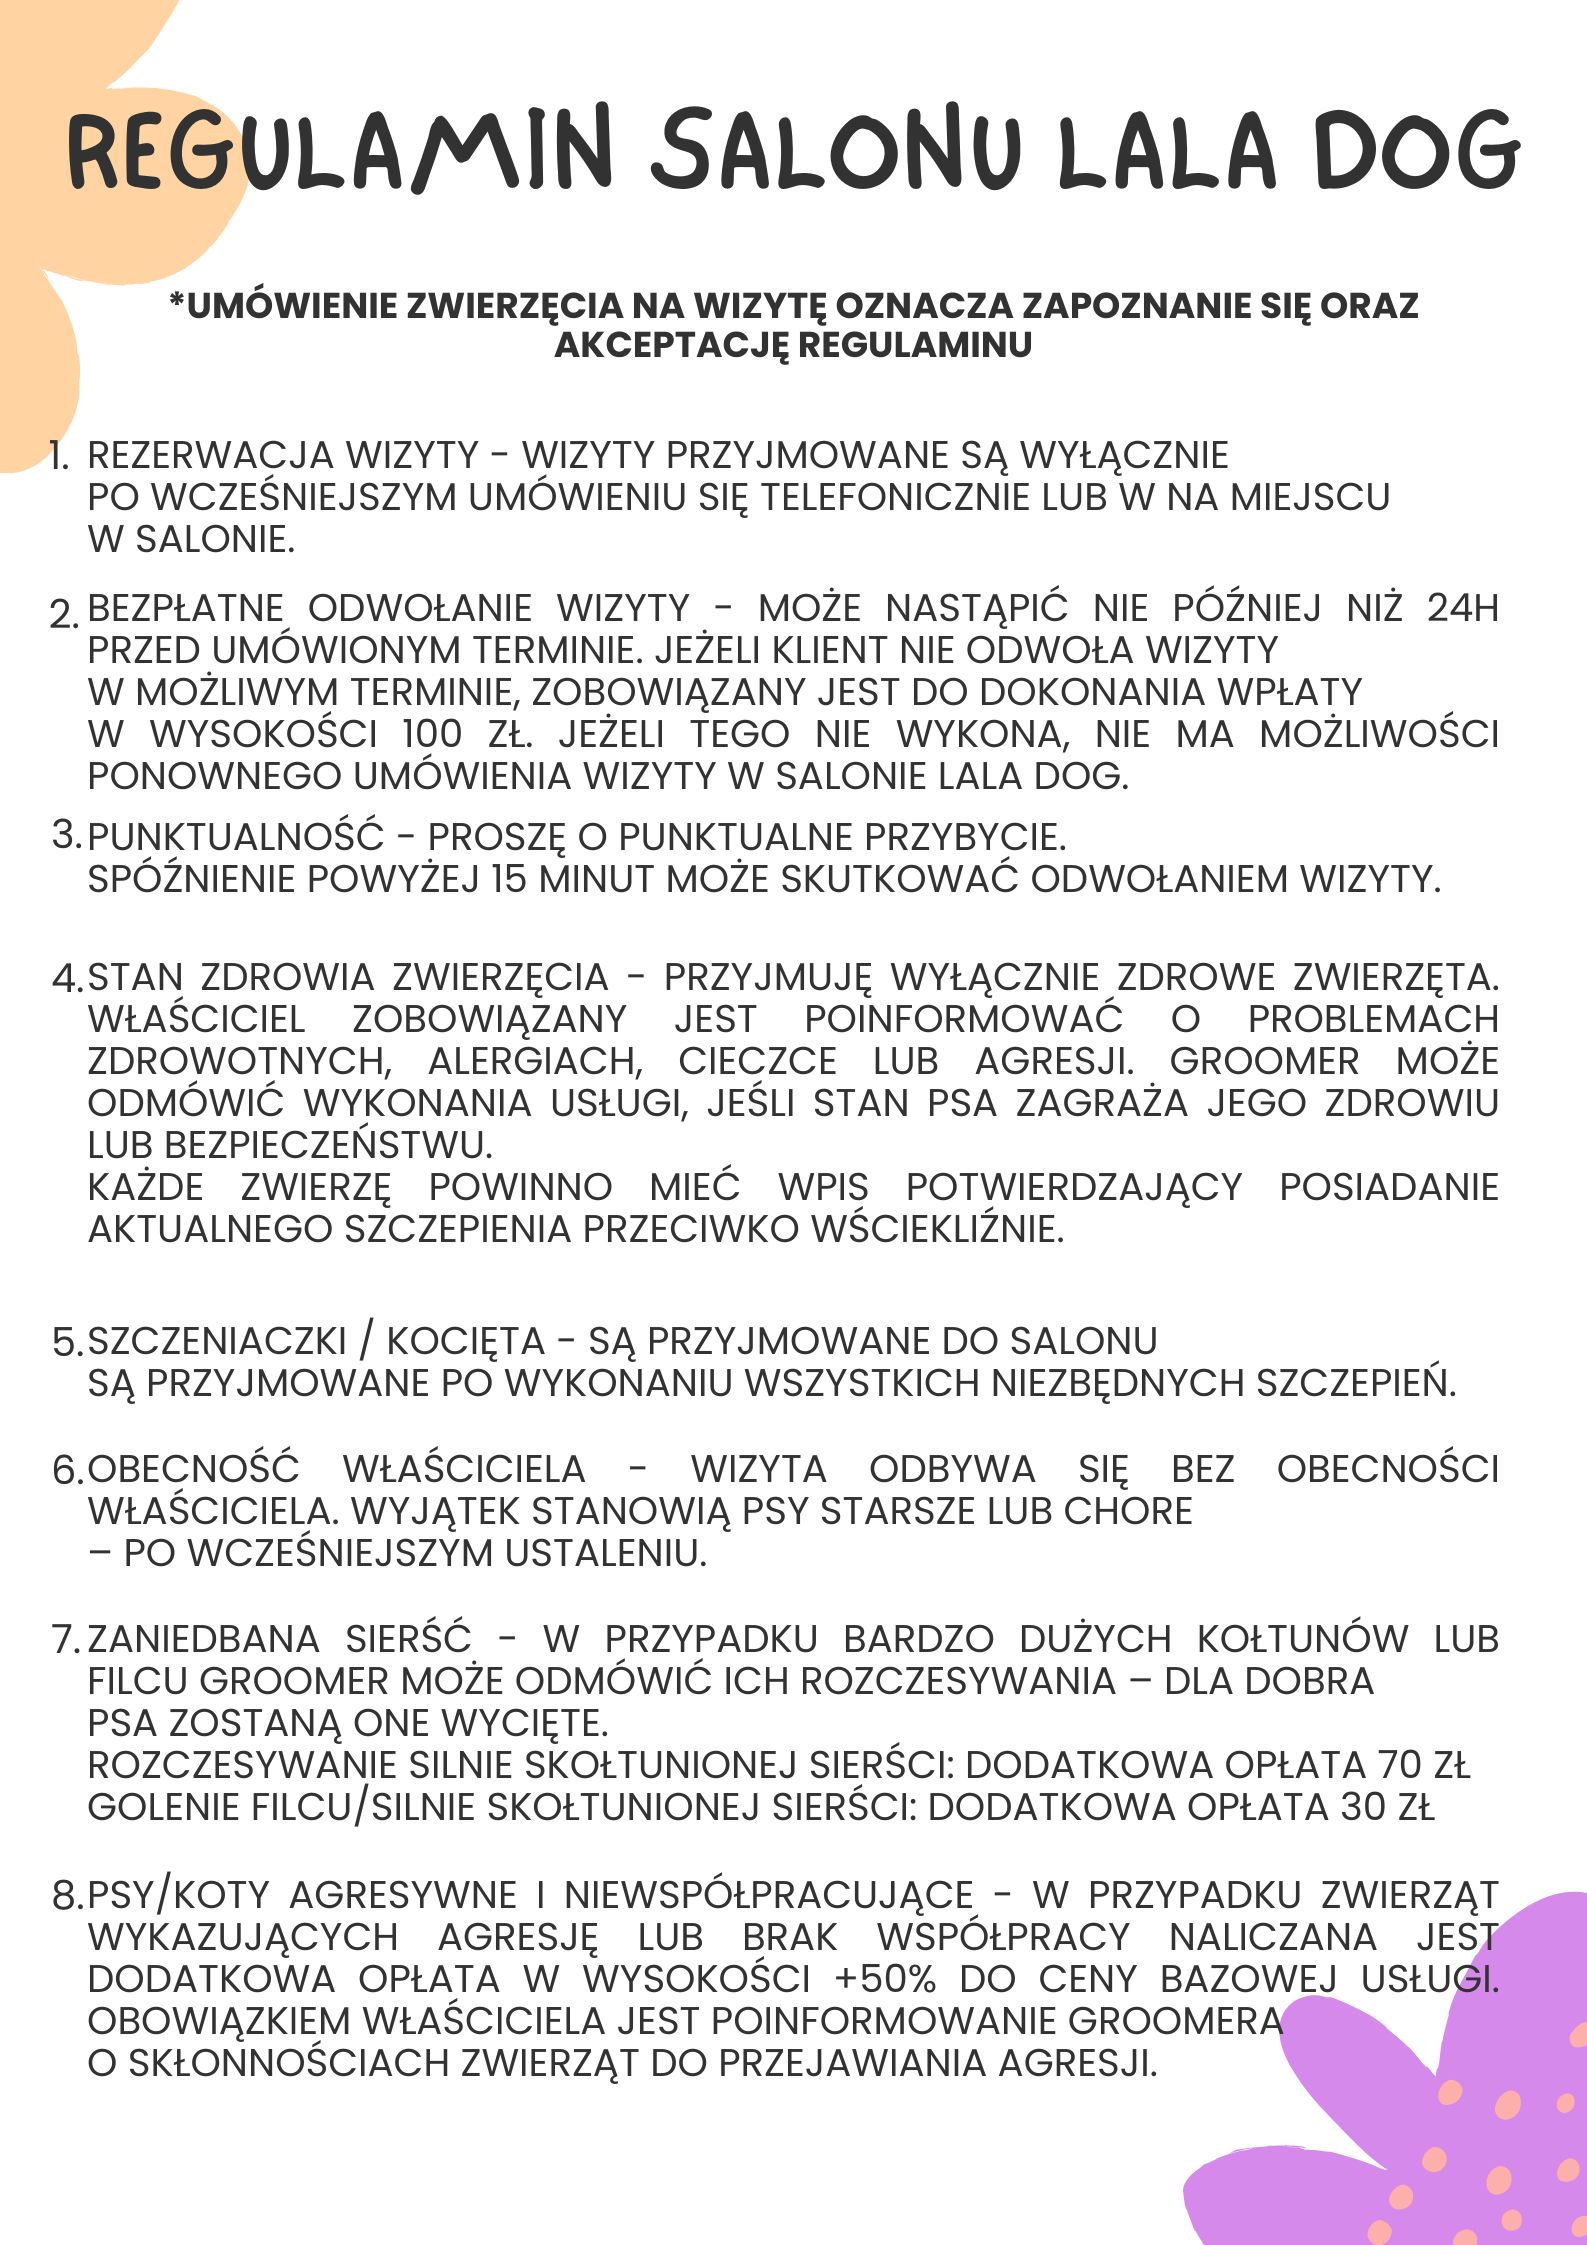 REGULAMIN SALONU LALA DOG
*UMÓWIENIE ZWIERZĘCIA NA WIZYTĘ OZNACZA ZAPOZNANIE SIĘ ORAZ
AKCEPTACJĘ REGULAMINU
1. REZERWACJA WIZYTY - WIZYTY PRZYJMOWANE SĄ WYŁĄCZNIE
PO WCZEŚNIEJSZYM UMÓWIENIU SIĘ TELEFONICZNIE LUB W NA MIEJSCU
W SALONIE.
2. BEZPŁATNE ODWOŁANIE WIZYTY - MOŻE NASTĄPIĆ NIE PÓŹNIEJ NIŻ 24H
PRZED UMÓWIONYM TERMINIE. JEŻELI KLIENT NIE ODWOŁA WIZYTY
W MOŻLIWYM TERMINIE, ZOBOWIĄZANY JEST DO DOKONANIA WPŁATY
W WYSOKOŚCI 100 ZŁ. JEŻELI TEGO NIE WYKONA, NIE MA MOŻLIWOŚCI
PONOWNEGO UMÓWIENIA WIZYTY W SALONIE LALA DOG.
3. PUNKTUALNOŚĆ - PROSZĘ O PUNKTUALNE PRZYBYCIE.
SPÓŹNIENIE POWYŻEJ 15 MINUT MOŻE SKUTKOWAĆ ODWOŁANIEM WIZYTY.
4. STAN ZDROWIA ZWIERZĘCIA - PRZYJMUJĘ WYŁĄCZNIE ZDROWE ZWIERZĘTA.
WŁAŚCICIEL ZOBOWIĄZANY JEST POINFORMOWAĆ O PROBLEMACH
ZDROWOTNYCH, ALERGIACH, CIECZCE LUB AGRESJI. GROOMER MOŻE
ODMÓWIĆ WYKONANIA USŁUGI, JEŚLI STAN PSA ZAGRAŻA JEGO ZDROWIU
LUB BEZPIECZEŃSTWU.
KAŻDE ZWIERZĘ POWINNO MIEĆ WPIS POTWIERDZAJĄCY POSIADANIE
AKTUALNEGO SZCZEPIENIA PRZECIWKO WŚCIEKLIŹNIE.
5. SZCZENIACZKI / KOCIĘTA - SĄ PRZYJMOWANE DO SALONU
SĄ PRZYJMOWANE PO WYKONANIU WSZYSTKICH NIEZBĘDNYCH SZCZEPIEŃ.
6. OBECNOŚĆ WŁAŚCICIELA - WIZYTA ODBYWA SIĘ BEZ OBECNOŚCI
WŁAŚCICIELA. WYJĄTEK STANOWIĄ PSY STARSZE LUB CHORE
– PO WCZEŚNIEJSZYM USTALENIU.
7. ZANIEDBANA SIERŚĆ - W PRZYPADKU BARDZO DUŻYCH KOŁTUNÓW LUB
FILCU GROOMER MOŻE ODMÓWIĆ ICH ROZCZESYWANIA – DLA DOBRA
PSA ZOSTANĄ ONE WYCIĘTE.
ROZCZESYWANIE SILNIE SKOŁTUNIONEJ SIERŚCI: DODATKOWA OPŁATA 70 ZŁ
GOLENIE FILCU/SILNIE SKOŁTUNIONEJ SIERŚCI: DODATKOWA OPŁATA 30 ZŁ
8. PSY/KOTY AGRESYWNE I NIEWSPÓŁPRACUJĄCE - W PRZYPADKU ZWIERZĄT
WYKAZUJĄCYCH AGRESJĘ LUB BRAK WSPÓŁPRACY NALICZANA JEST
DODATKOWA OPŁATA W WYSOKOŚCI +50% DO CENY BAZOWEJ USŁUGI.
OBOWIĄZKIEM WŁAŚCICIELA JEST POINFORMOWANIE GROOMERA
O SKŁONNOŚCIACH ZWIERZĄT DO PRZEJAWIANIA AGRESJI.